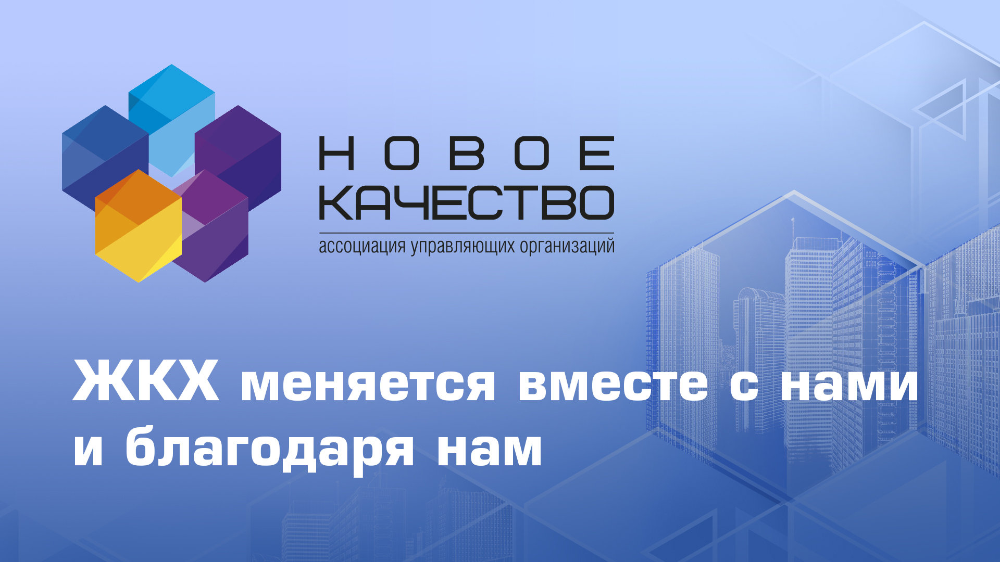 НОВОЕ
КАЧЕСТВО
ассоциация управляющих организаций
ЖКХ меняется вместе с нами
и благодаря нам